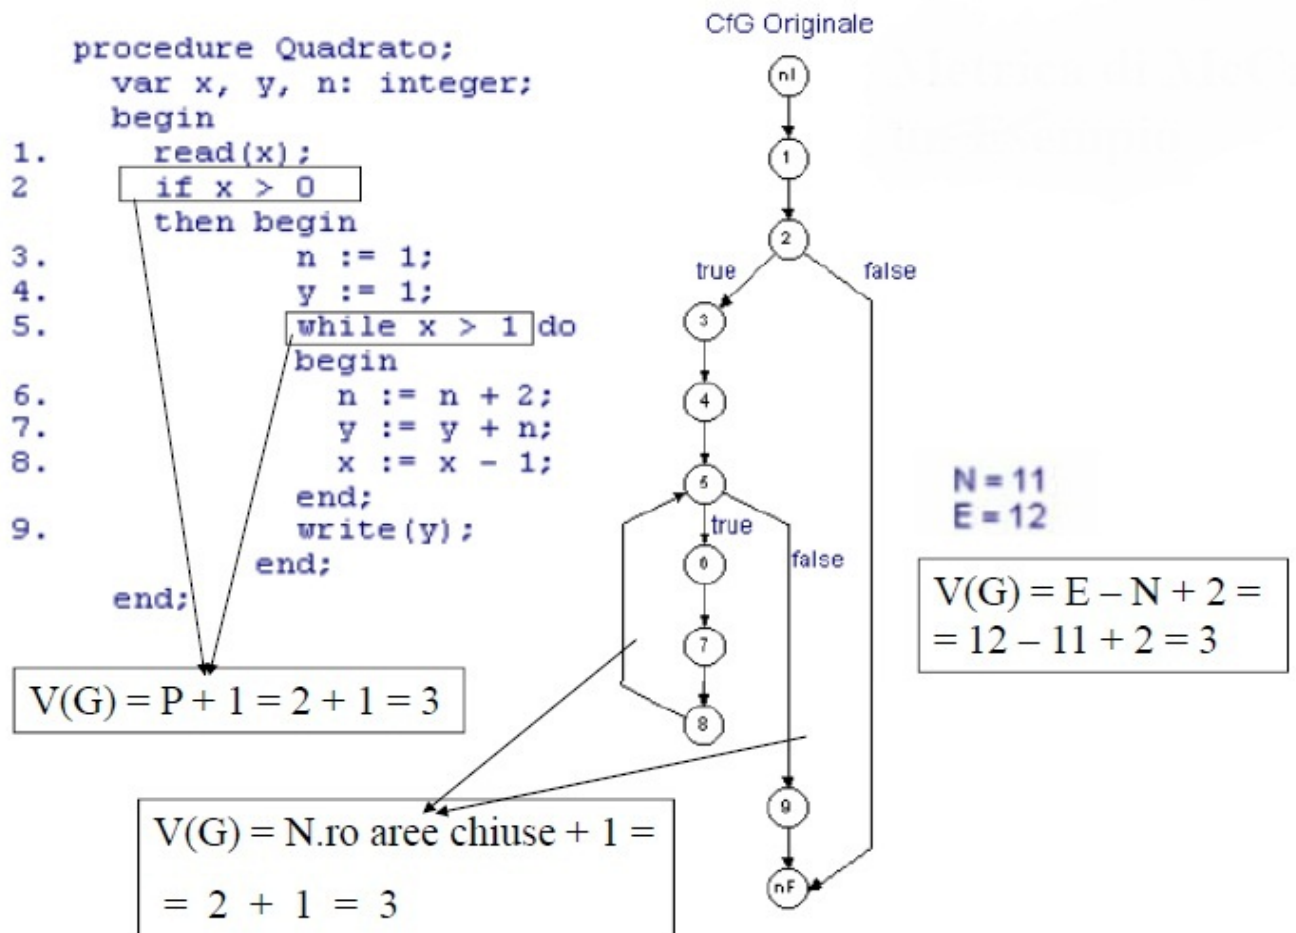 procedure Quadrato;
var x, y, n: integer;
begin
1. read(x);
2 if x > 0
then begin
3. n := 1;
4. y := 1;
5. while x > 1 do
begin
6. n := n + 2;
7. y := y + n;
8. x := x - 1;
end;
9. write(y);
end;
end;
V(G) = P + 1 = 2 + 1 = 3
V(G) = N.ro aree chiuse + 1 =
= 2 + 1 = 3
CfG Originale
nI
1
2
true
false
3
4
5
true
false
6
7
8
9
nF
N = 11
E = 12
V(G) = E – N + 2 =
= 12 – 11 + 2 = 3